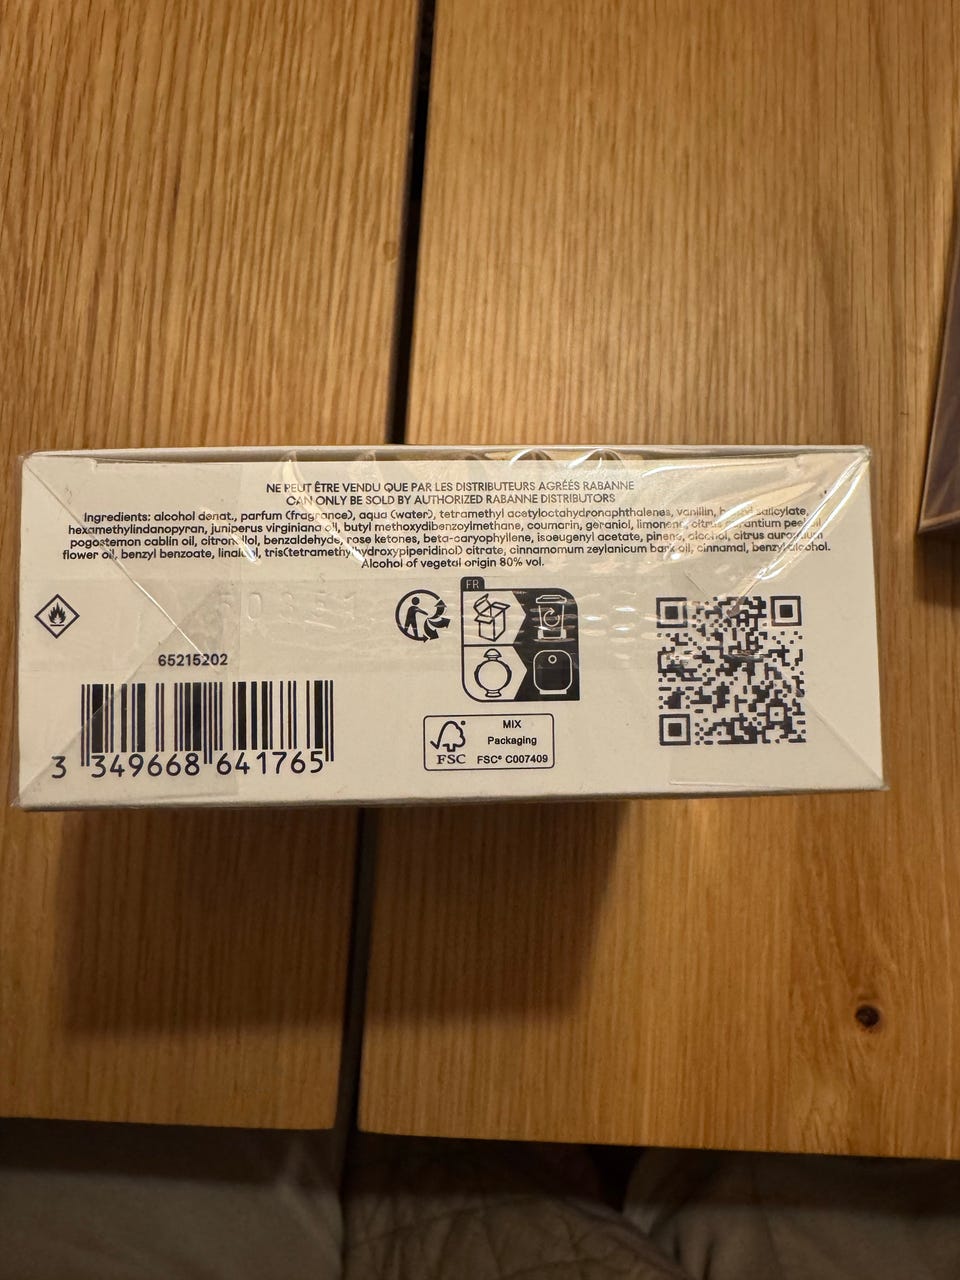 NE PEUT ÊTRE VENDU QUE PAR LES DISTRIBUTEURS AGRÉÉS RABANNE
CAN ONLY BE SOLD BY AUTHORIZED RABANNE DISTRIBUTORS
Ingredients: alcohol denat., parfum (fragrance), aqua (water), tetramethyl acetyloctahydronaphthalenes, vanillin, benzyl salicylate,
hexamethylindanopyran, juniperus virginiana oil, butyl methoxydibenzoylmethane, coumarin, geraniol, limonene, citrus aurantium peel oil,
pogostemon cablin oil, citronellol, benzaldehyde, rose ketones, beta-caryophyllene, isoeugenyl acetate, pinene, alcohol, citrus aurantium
flower oil, benzyl benzoate, linalool, tris(tetramethylhydroxypiperidinol) citrate, cinnamomum zeylanicum bark oil, cinnamal, benzyl alcohol.
Alcohol of vegetal origin 80% vol.
FR
65215202
3 349668 641765
FSC
MIX
Packaging
FSC® C007409